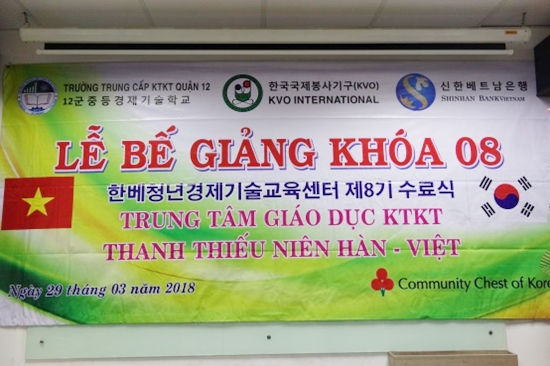 TRƯỜNG TRUNG CẤP KTKT QUẬN 12
12군중등경제기술학교
한국국제봉사기구(KVO)
KVO INTERNATIONAL
신한베트남은행
SHINHAN BANKVIETNAM
LỄ BẾ GIẢNG KHÓA 08
한베청년경제기술교육센터 제8기 수료식
TRUNG TÂM GIÁO DỤC KTKT
THANH THIẾU NIÊN HÀN - VIỆT
Ngày 29 tháng 03 năm 2018
Community Chest of Kore